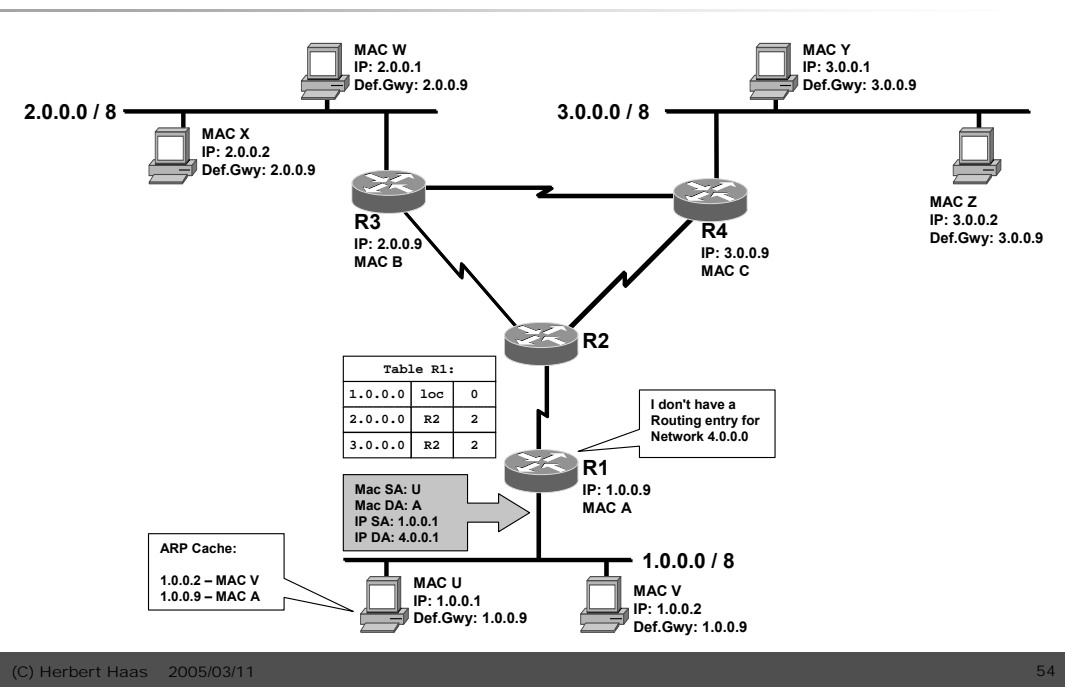 MAC W
IP: 2.0.0.1
Def.Gwy: 2.0.0.9
MAC Y
IP: 3.0.0.1
Def.Gwy: 3.0.0.9
2.0.0.0 / 8
3.0.0.0 / 8
MAC X
IP: 2.0.0.2
Def.Gwy: 2.0.0.9
MAC Z
IP: 3.0.0.2
Def.Gwy: 3.0.0.9
R3
IP: 2.0.0.9
MAC B
R4
IP: 3.0.0.9
MAC C
R2
Table R1:
1.0.0.0 loc 0
2.0.0.0 R2 2
3.0.0.0 R2 2
I don't have a
Routing entry for
Network 4.0.0.0
R1
IP: 1.0.0.9
MAC A
Mac SA: U
Mac DA: A
IP SA: 1.0.0.1
IP DA: 4.0.0.1
ARP Cache:
1.0.0.2 – MAC V
1.0.0.9 – MAC A
1.0.0.0 / 8
MAC U
IP: 1.0.0.1
Def.Gwy: 1.0.0.9
MAC V
IP: 1.0.0.2
Def.Gwy: 1.0.0.9
(C) Herbert Haas 2005/03/11
54